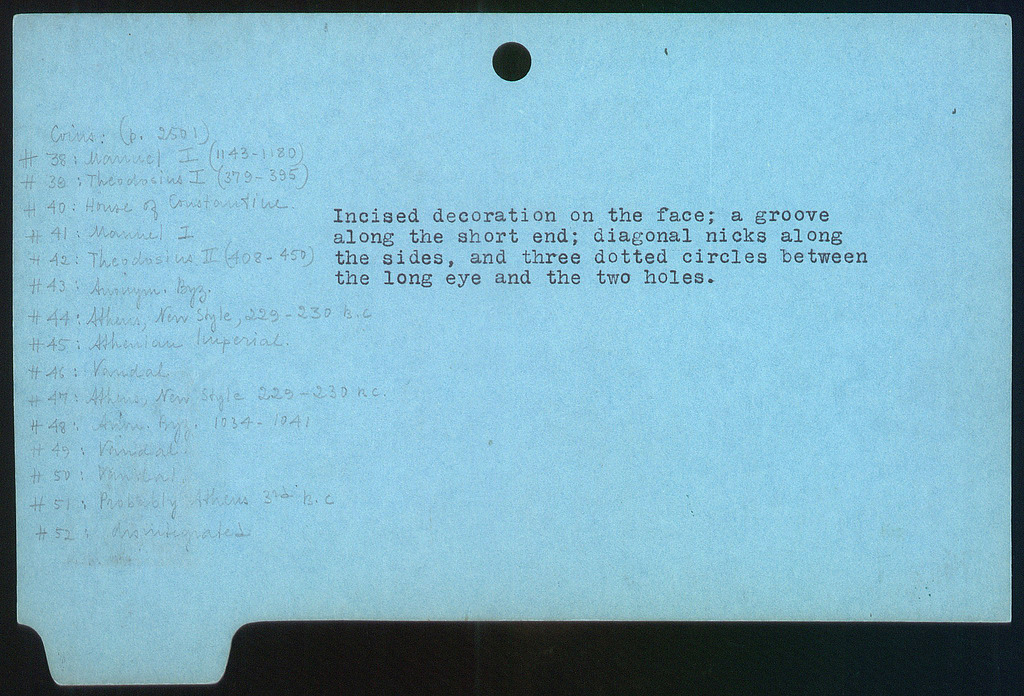 Coins: (p. 2501)
# 38: Manuel I (1143-1180)
# 39: Theodosius I (379-395)
# 40: House of Constantine.
# 41: Manuel I
# 42: Theodosius II (408-450)
# 43: Anonym. Byz.
# 44: Athens, New Style, 229-230 B.C
# 45: Athenian Imperial.
# 46: Vandal
# 47: Athens, New Style 229-230 B.C.
# 48: Anon. Byz. 1034-1041
# 49: Vandal.
# 50: Vandal.
# 51: Probably Athens 3rd B.C
# 52: disintegrated
Incised decoration on the face; a groove
along the short end; diagonal nicks along
the sides, and three dotted circles between
the long eye and the two holes.